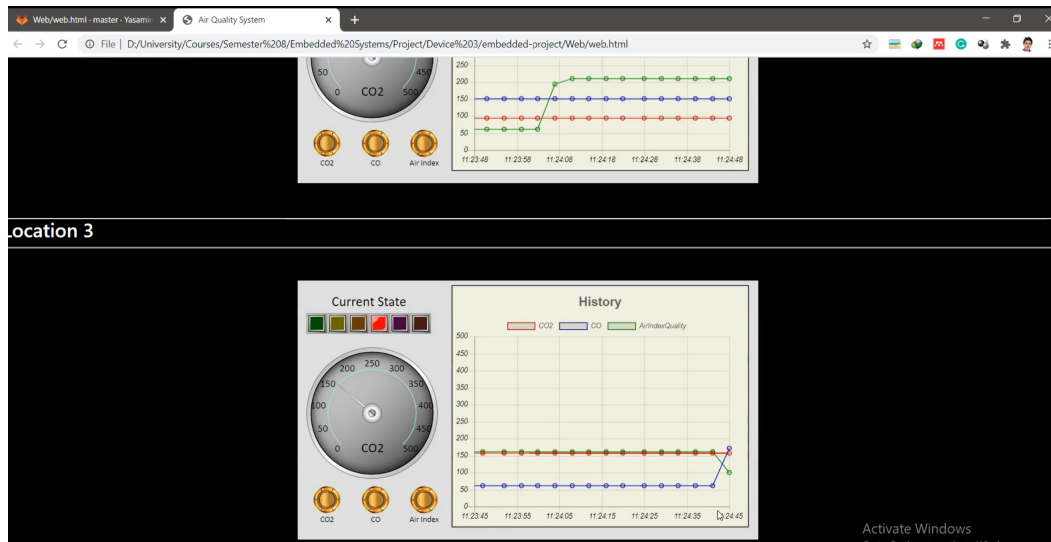 Web/web.html - master · Yasamin
Air Quality System
File | D:/University/Courses/Semester%208/Embedded%20Systems/Project/Device%203/embedded-project/Web/web.html
50
450
0
CO2
500
CO2
CO
Air Index
250
200
150
100
50
0
11:23:48
11:23:58
11:24:08
11:24:18
11:24:28
11:24:38
11:24:48
Location 3
Current State
0
50
100
150
200
250
300
350
400
450
500
CO2
CO2
CO
Air Index
History
CO2
CO
AirIndexQuality
500
450
400
350
300
250
200
150
100
50
0
11:23:45
11:23:55
11:24:05
11:24:15
11:24:25
11:24:35
11:24:45
Activate Windows